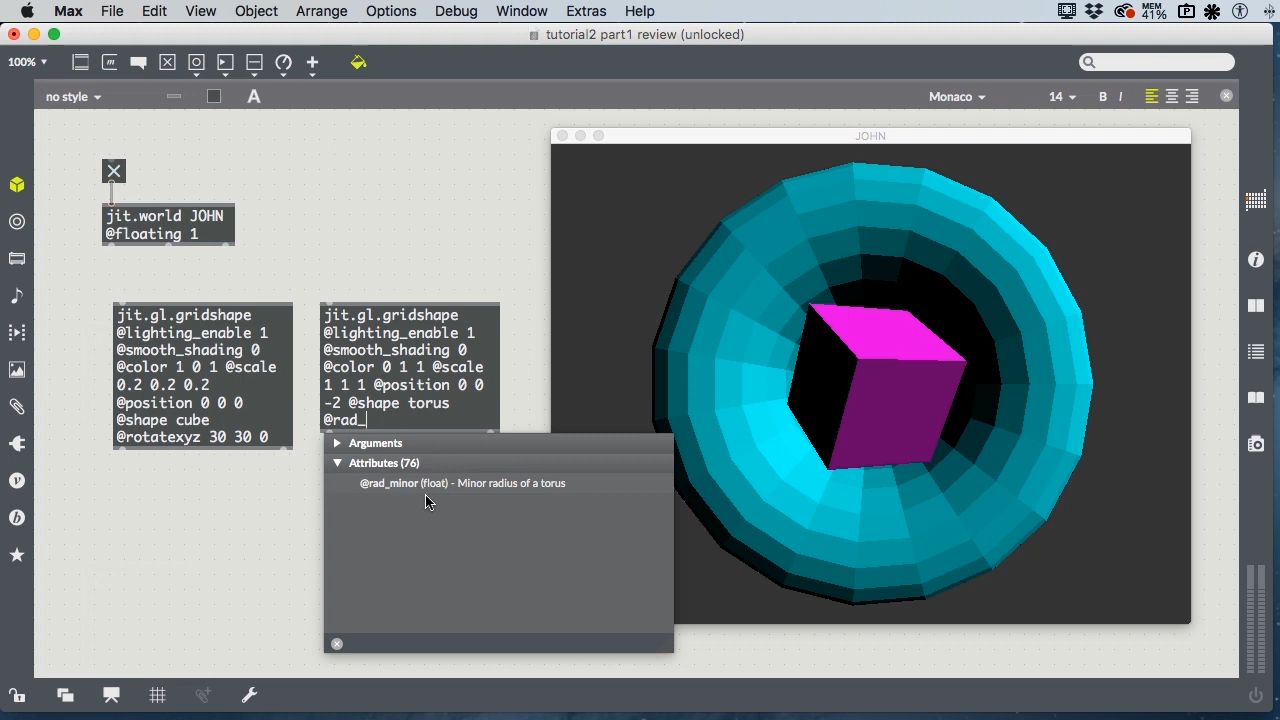 Max File Edit View Object Arrange Options Debug Window Extras Help
MEM
41%
tutorial2 part1 review (unlocked)
100%
no style
A
Monaco 14 B I
JOHN
jit.world JOHN
@floating 1
jit.gl.gridshape
@lighting_enable 1
@smooth_shading 0
@color 1 0 1 @scale
0.2 0.2 0.2
@position 0 0 0
@shape cube
@rotatexyz 30 30 0
jit.gl.gridshape
@lighting_enable 1
@smooth_shading 0
@color 0 1 1 @scale
1 1 1 @position 0 0
-2 @shape torus
@rad_
Arguments
Attributes (76)
@rad_minor (float) - Minor radius of a torus